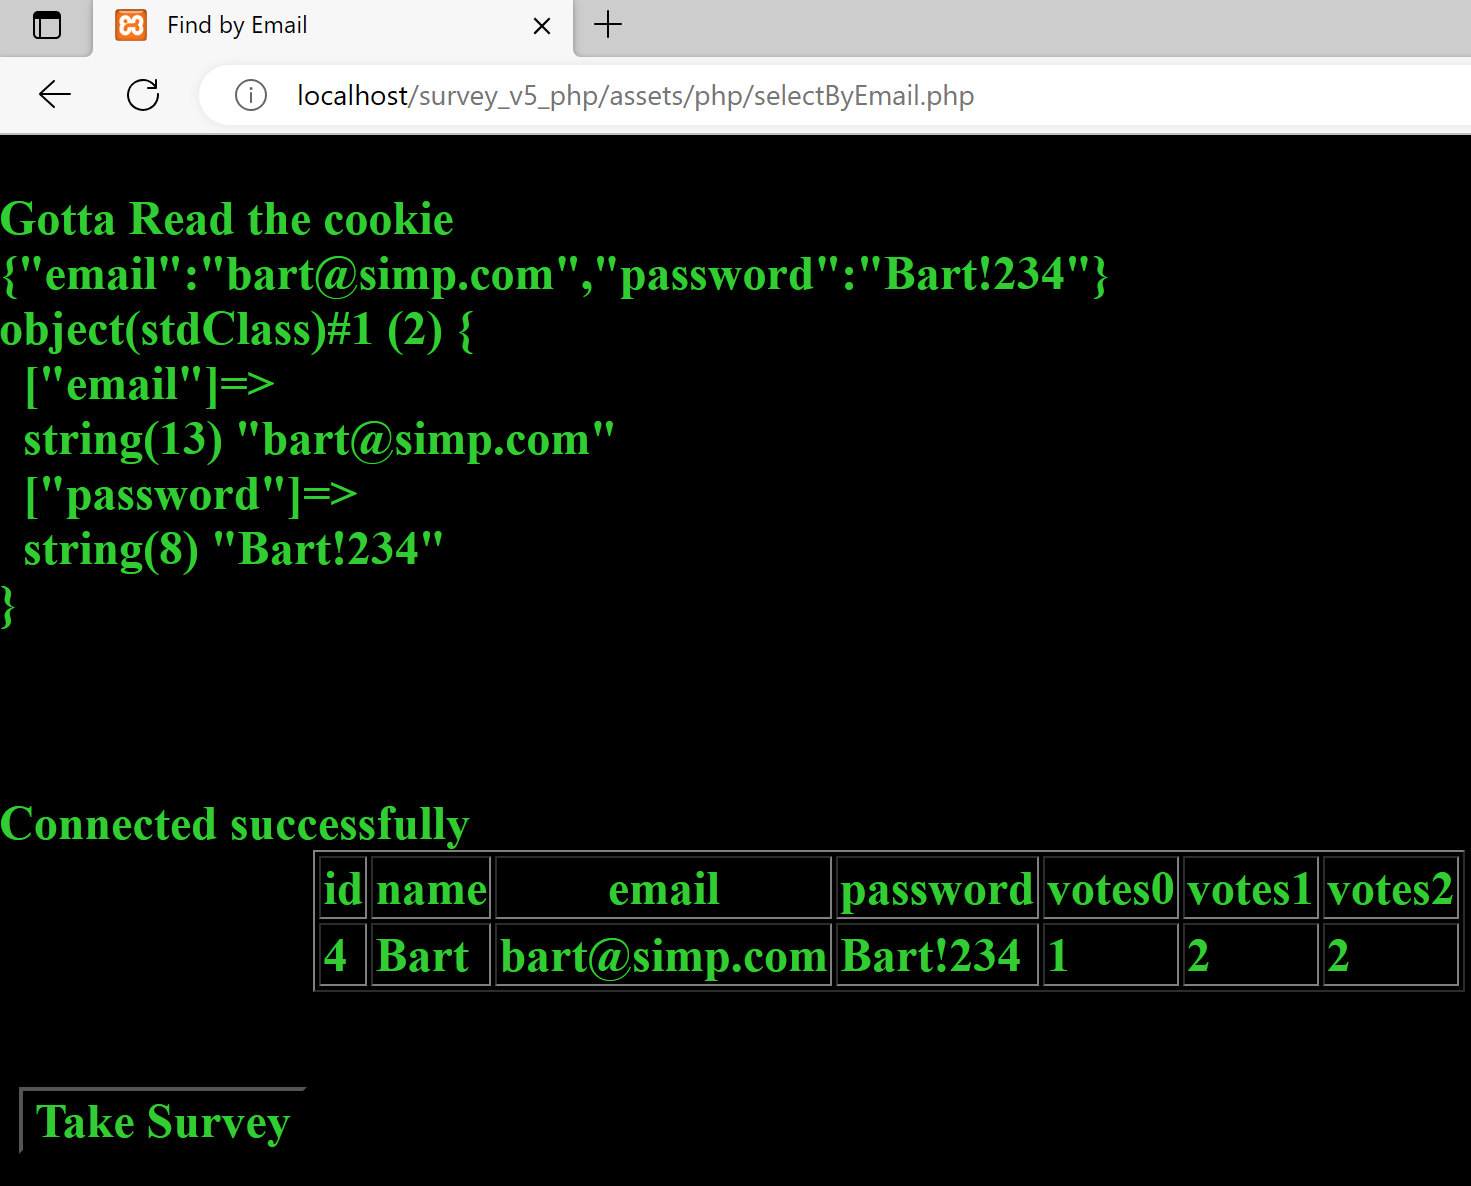 Find by Email
localhost/survey_v5_php/assets/php/selectByEmail.php
Gotta Read the cookie
{"email":"bart@simp.com","password":"Bart!234"}
object(stdClass)#1 (2) {
["email"]=>
string(13) "bart@simp.com"
["password"]=>
string(8) "Bart!234"
}
Connected successfully
id name email password votes0 votes1 votes2
4 Bart bart@simp.com Bart!234 1 2 2
Take Survey